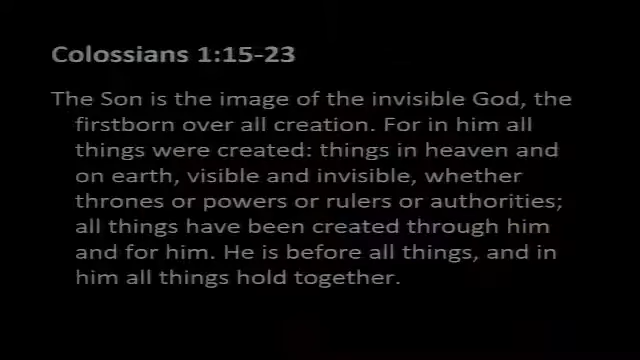 Colossians 1:15-23
The Son is the image of the invisible God, the
firstborn over all creation. For in him all
things were created: things in heaven and
on earth, visible and invisible, whether
thrones or powers or rulers or authorities;
all things have been created through him
and for him. He is before all things, and in
him all things hold together.